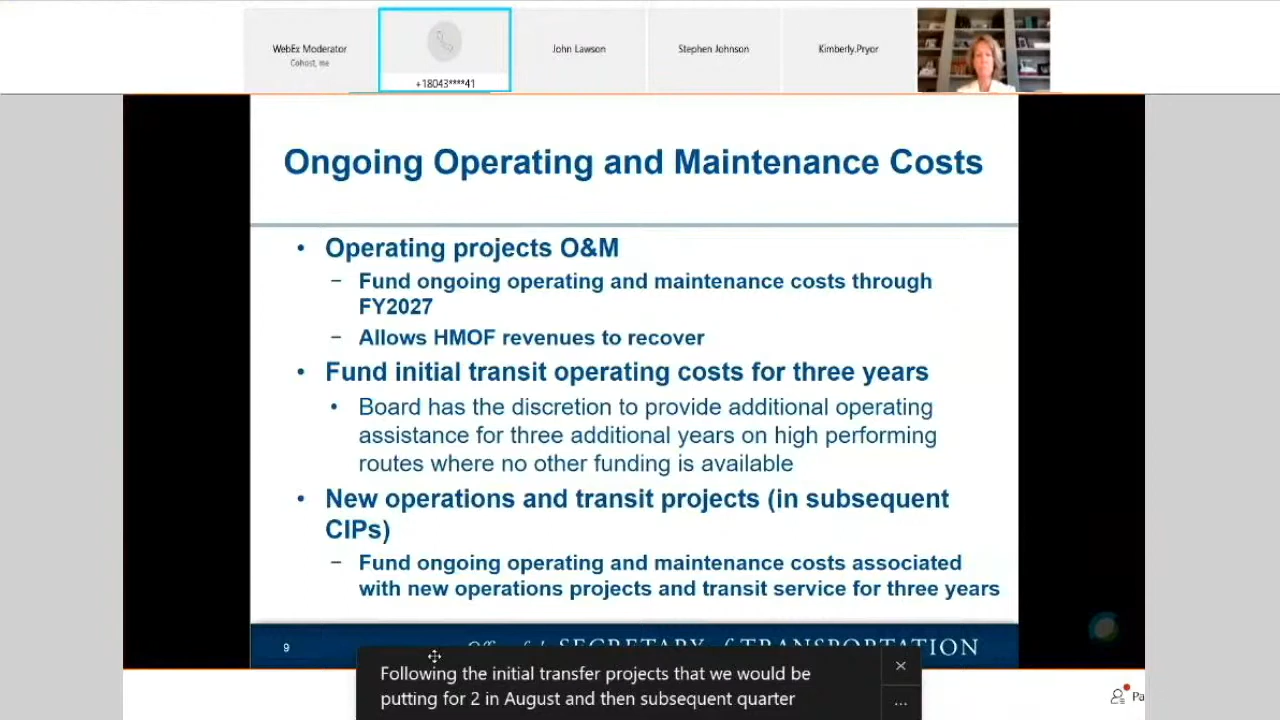 WebEx Moderator
Cohost, me
+18043****41
John Lawson
Stephen Johnson
Kimberly.Pryor
Ongoing Operating and Maintenance Costs
• Operating projects O&M
– Fund ongoing operating and maintenance costs through
FY2027
– Allows HMOF revenues to recover
• Fund initial transit operating costs for three years
• Board has the discretion to provide additional operating
assistance for three additional years on high performing
routes where no other funding is available
• New operations and transit projects (in subsequent
CIPs)
– Fund ongoing operating and maintenance costs associated
with new operations projects and transit service for three years
9
SECRETARY of TRANSPORTATION
Following the initial transfer projects that we would be
putting for 2 in August and then subsequent quarter
Pa